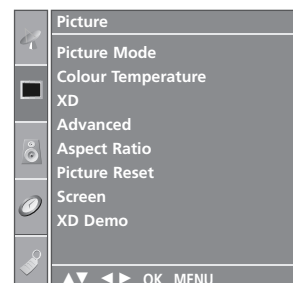 Picture
Picture Mode
Colour Temperature
XD
Advanced
Aspect Ratio
Picture Reset
Screen
XD Demo
▲▼ ◄► OK MENU